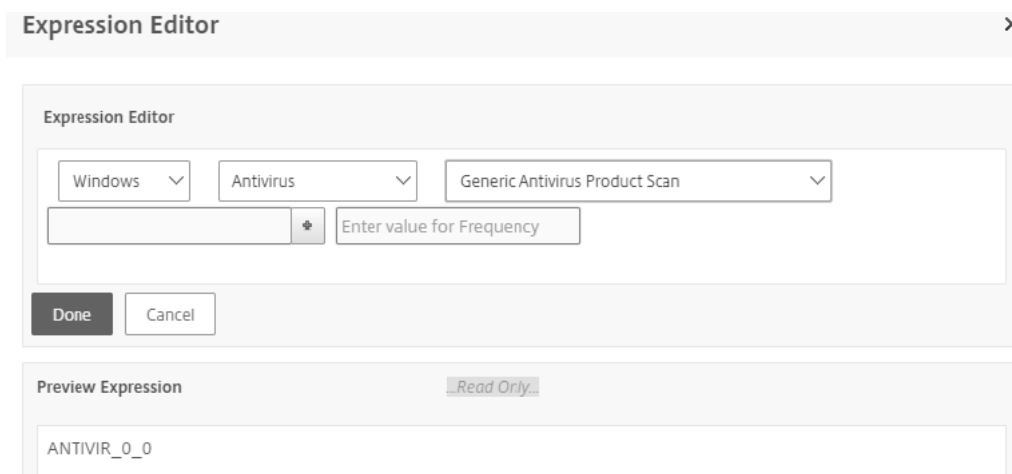 Expression Editor
Expression Editor
Windows Antivirus Generic Antivirus Product Scan
Enter value for Frequency
Done Cancel
Preview Expression ...Read Only...
ANTIVIR_0_0